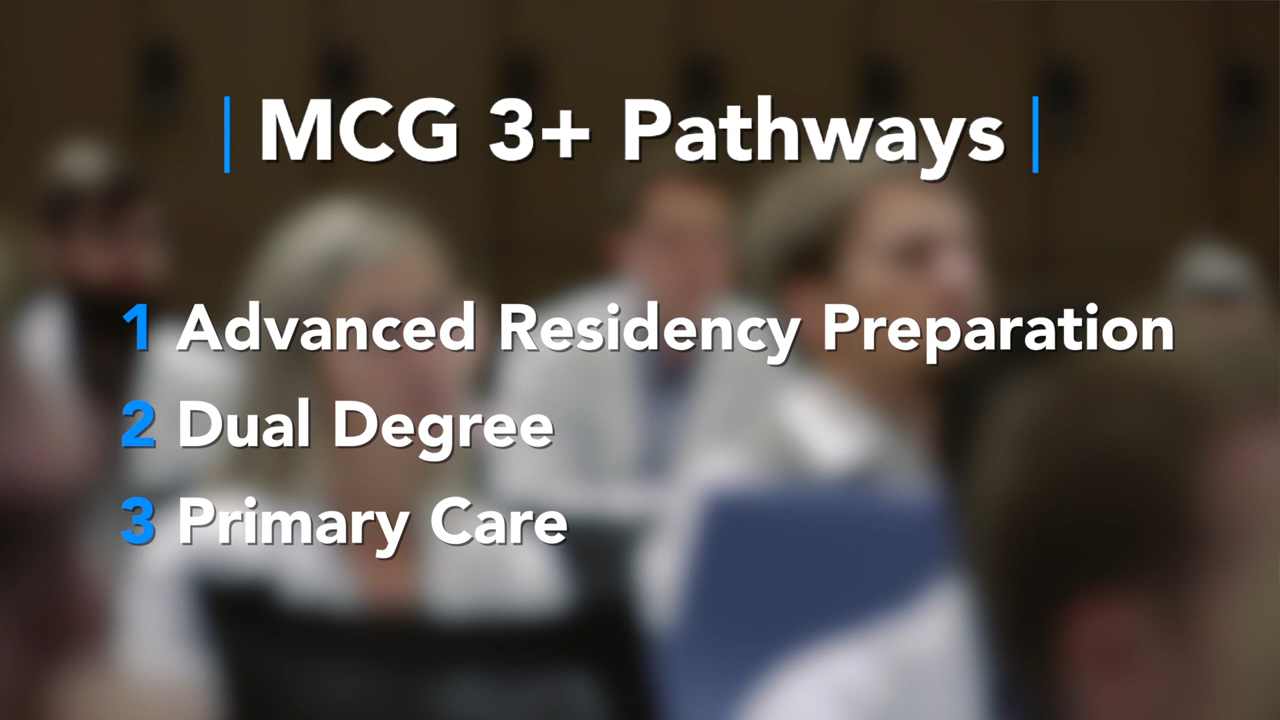 MCG 3+ Pathways
1 Advanced Residency Preparation
2 Dual Degree
3 Primary Care